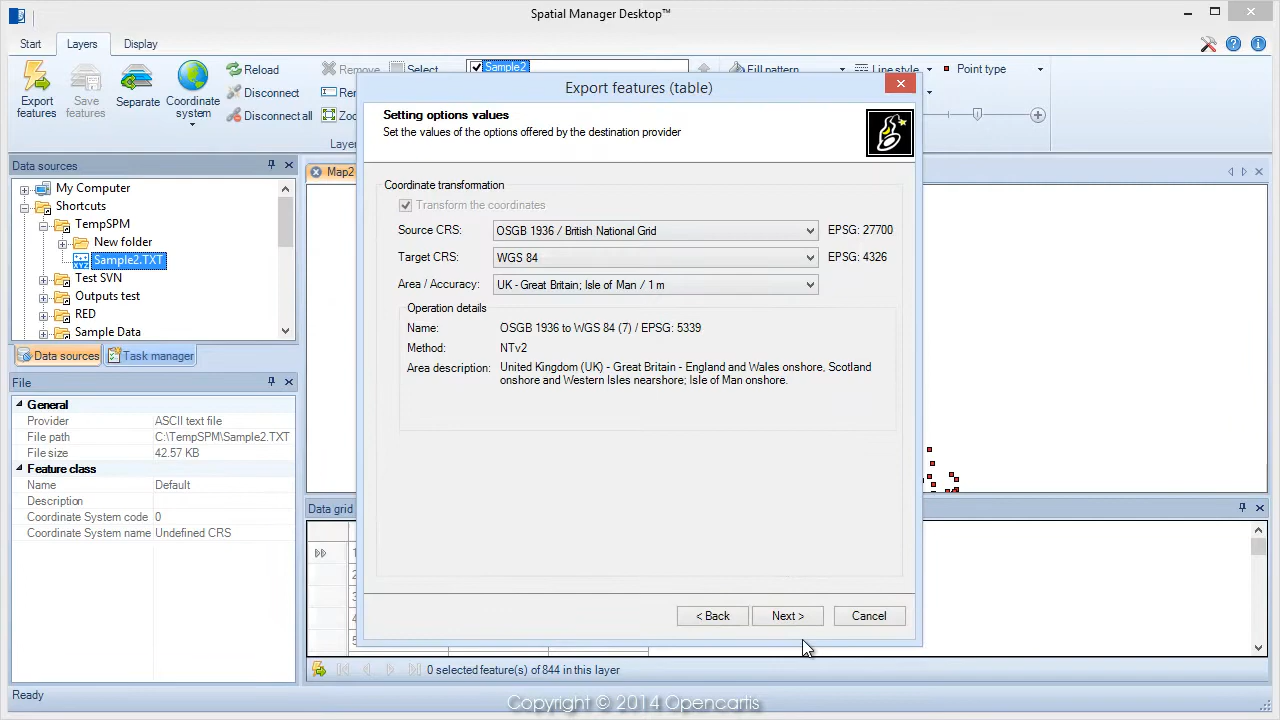 Spatial Manager Desktop™
Start Layers Display
Export features
Save features
Separate
Coordinate system
Reload
Disconnect
Disconnect all
Remove
Select
Sample2
Fill pattern
Line style
Point type
Data sources
My Computer
Shortcuts
TempSPM
New folder
Sample2.TXT
Test SVN
Outputs test
RED
Sample Data
Data sources Task manager
File
General
Provider ASCII text file
File path C:\TempSPM\Sample2.TXT
File size 42.57 KB
Feature class
Name Default
Description
Coordinate System code 0
Coordinate System name Undefined CRS
Ready
Map2
Export features (table)
Setting options values
Set the values of the options offered by the destination provider
Coordinate transformation
Transform the coordinates
Source CRS: OSGB 1936 / British National Grid EPSG: 27700
Target CRS: WGS 84 EPSG: 4326
Area / Accuracy: UK - Great Britain; Isle of Man / 1 m
Operation details
Name: OSGB 1936 to WGS 84 (7) / EPSG: 5339
Method: NTv2
Area description: United Kingdom (UK) - Great Britain - England and Wales onshore, Scotland
onshore and Western Isles nearshore; Isle of Man onshore.
< Back Next > Cancel
Data grid
0 selected feature(s) of 844 in this layer
Copyright © 2014 Opencartis